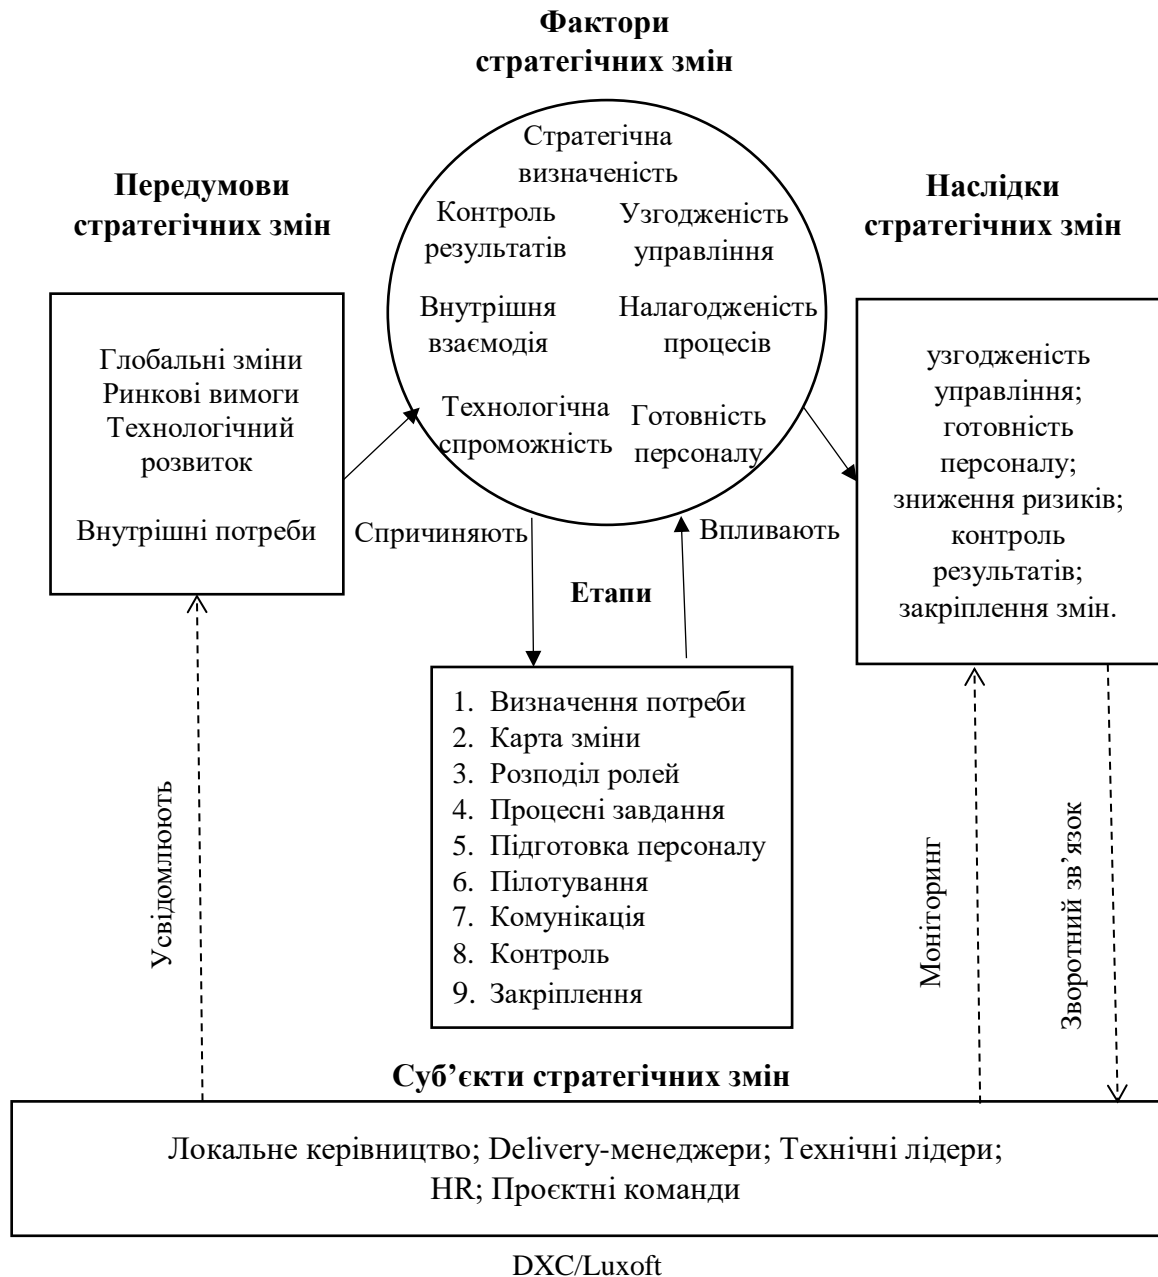 Фактори
стратегічних змін
Стратегічна
визначеність
Контроль
результатів
Узгодженість
управління
Внутрішня
взаємодія
Налагодженість
процесів
Технологічна
спроможність
Готовність
персоналу
Передумови
стратегічних змін
Глобальні зміни
Ринкові вимоги
Технологічний
розвиток
Внутрішні потреби
Наслідки
стратегічних змін
узгодженість
управління;
готовність
персоналу;
зниження ризиків;
контроль
результатів;
закріплення змін.
Спричиняють
Впливають
Етапи
1. Визначення потреби
2. Карта зміни
3. Розподіл ролей
4. Процесні завдання
5. Підготовка персоналу
6. Пілотування
7. Комунікація
8. Контроль
9. Закріплення
Усвідомлюють
Моніторинг
Зворотний зв’язок
Суб’єкти стратегічних змін
Локальне керівництво; Delivery-менеджери; Технічні лідери;
HR; Проєктні команди
DXC/Luxoft